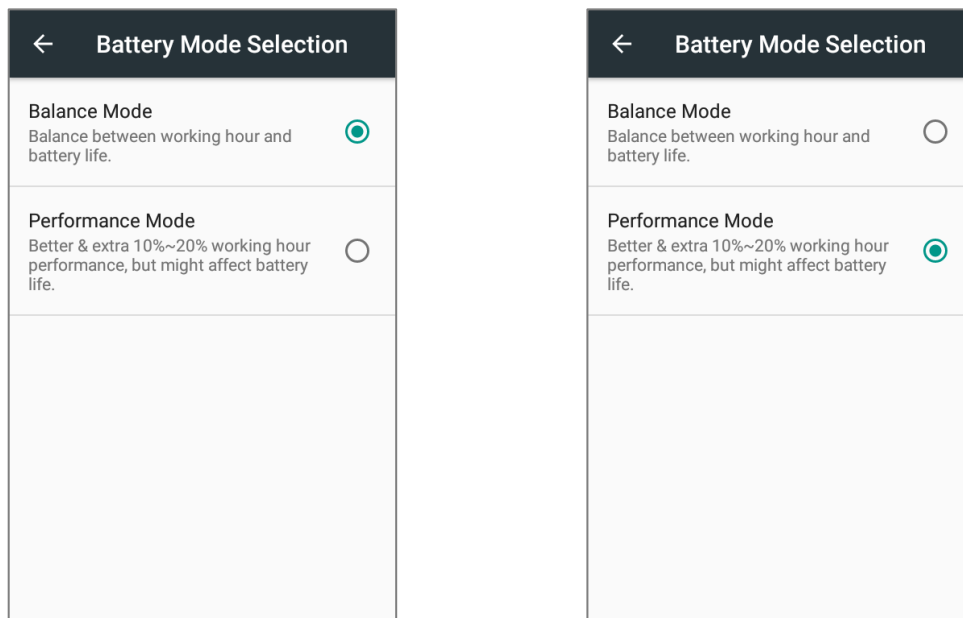 Battery Mode Selection
Balance Mode
Balance between working hour and
battery life.
Performance Mode
Better & extra 10%~20% working hour
performance, but might affect battery
life.
Battery Mode Selection
Balance Mode
Balance between working hour and
battery life.
Performance Mode
Better & extra 10%~20% working hour
performance, but might affect battery
life.